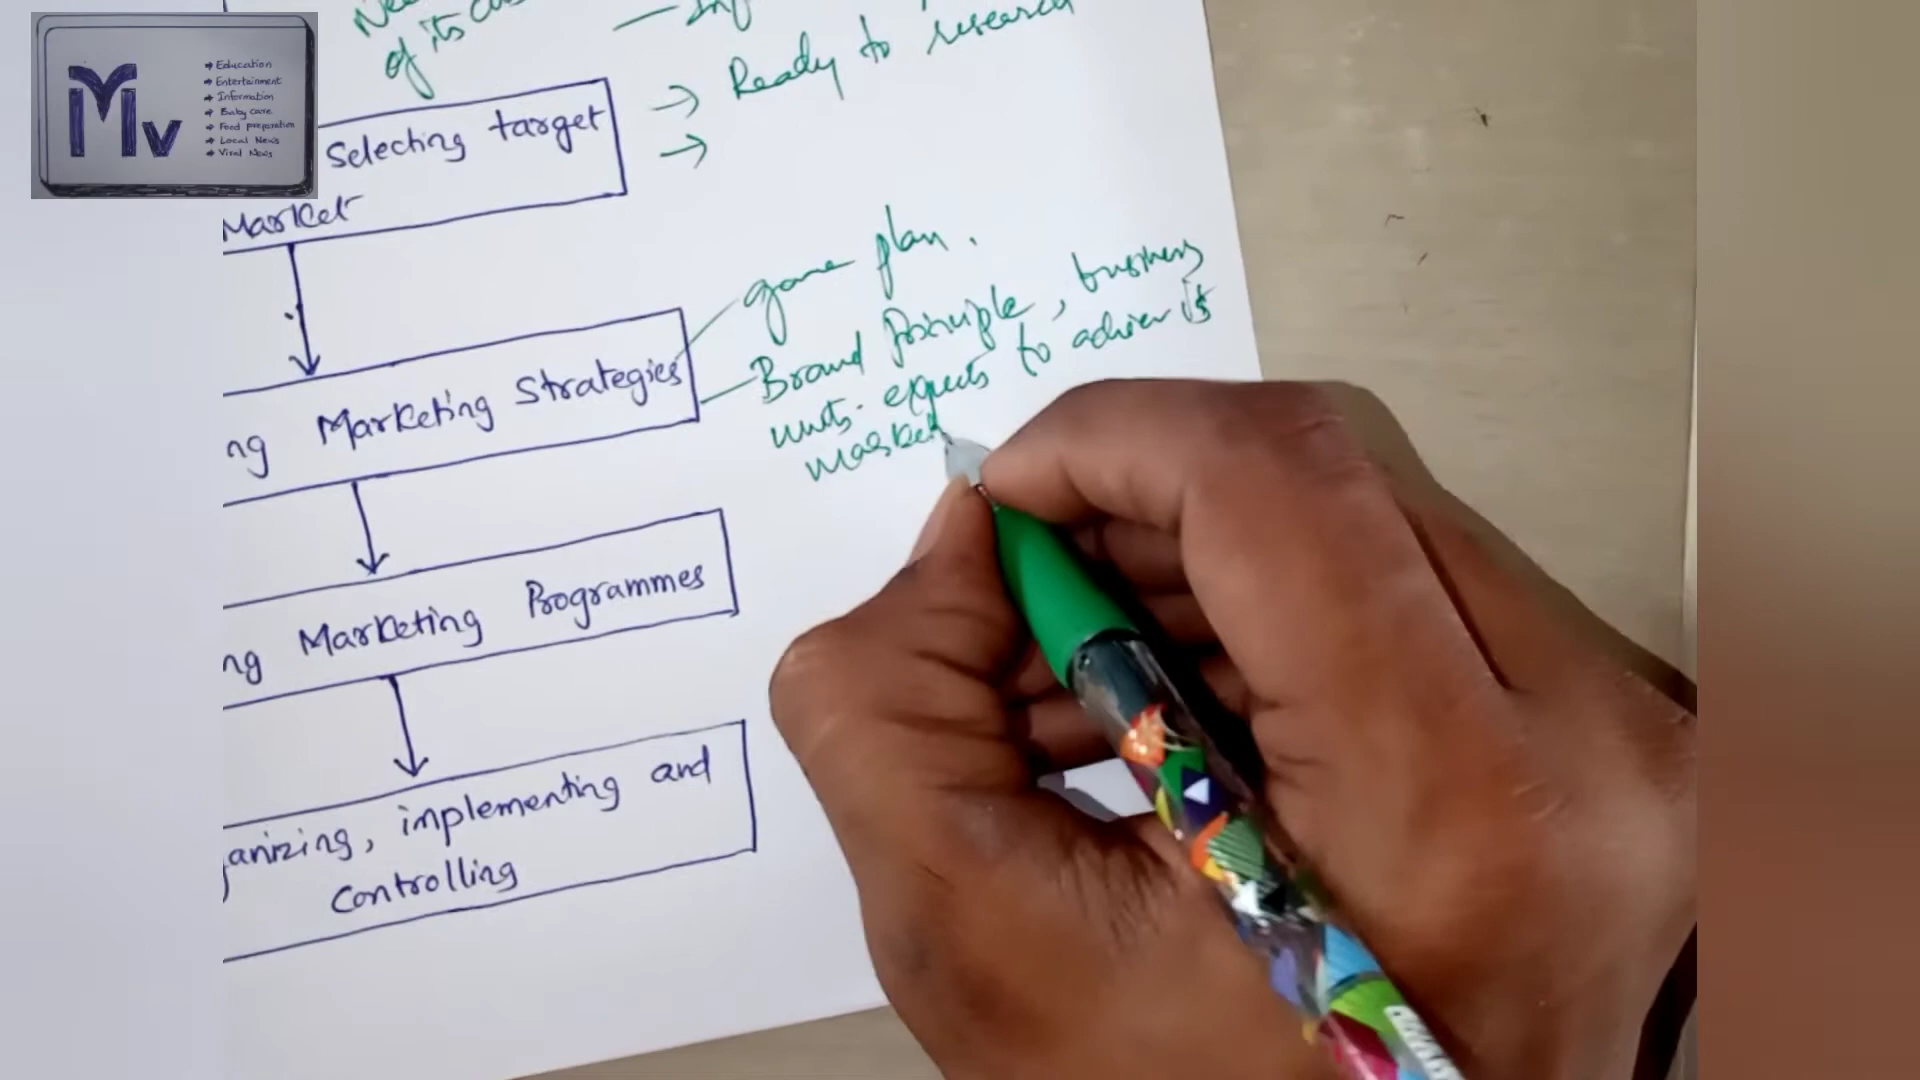 MV
→ Education
→ Entertainment
→ Information
→ Baby care
→ Food preparation
→ Local News
→ Viral News
of its
→ Ready to research
→
Selecting target
Market
game plan.
Brand Principle, business
units expects to achieve its
market
ng Marketing Strategies
ng Marketing Programmes
ganizing, implementing and
Controlling